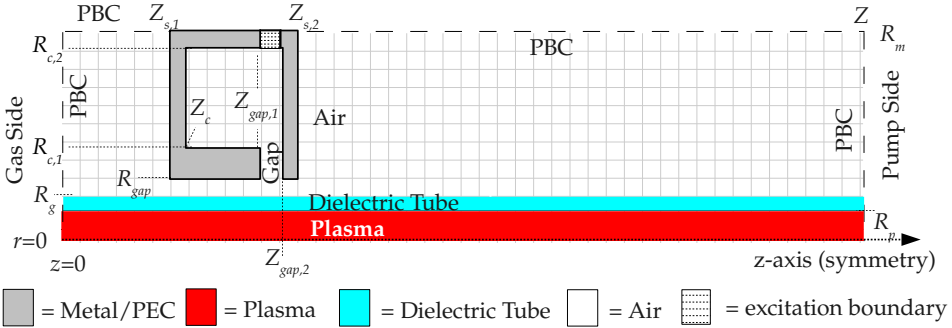 PBC
Z_{s,1}
Z_{s,2}
Z
R_{c,2}
PBC
R_m
Gas Side
PBC
Z_c
Z_{gap,1}
Air
PBC
Pump Side
R_{c,1}
Gap
R_{gap}
R_g
Dielectric Tube
R_p
Plasma
r=0
z=0
Z_{gap,2}
z-axis (symmetry)
= Metal/PEC
= Plasma
= Dielectric Tube
= Air
= excitation boundary